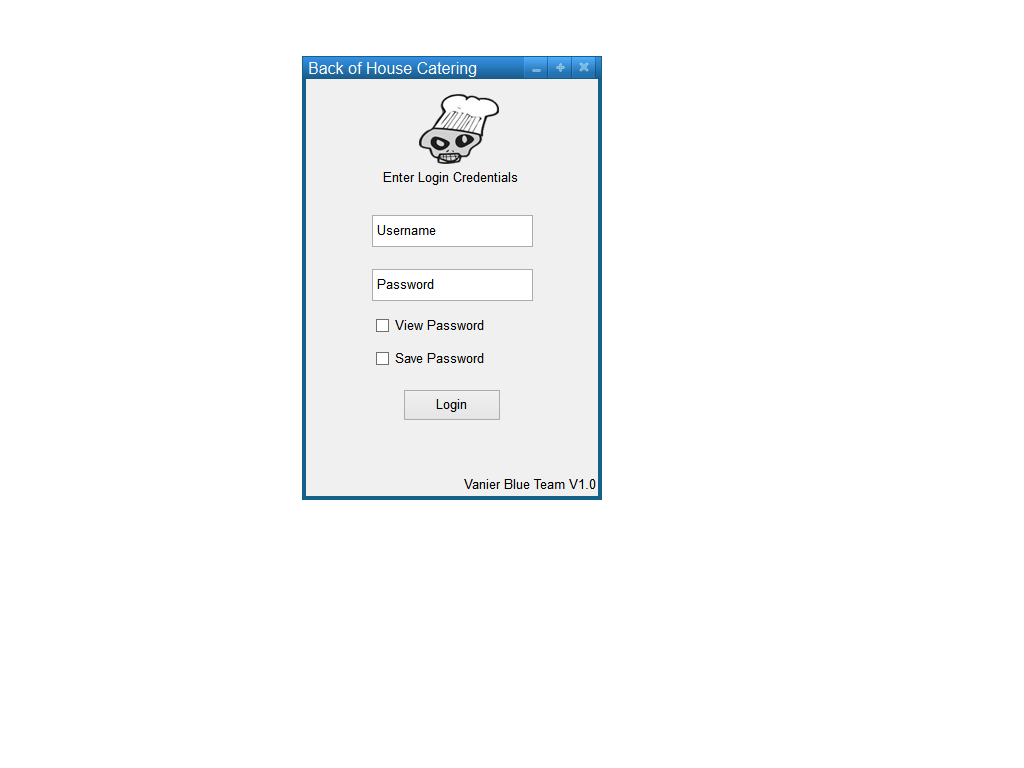 Back of House Catering
Enter Login Credentials
Username
Password
View Password
Save Password
Login
Vanier Blue Team V1.0